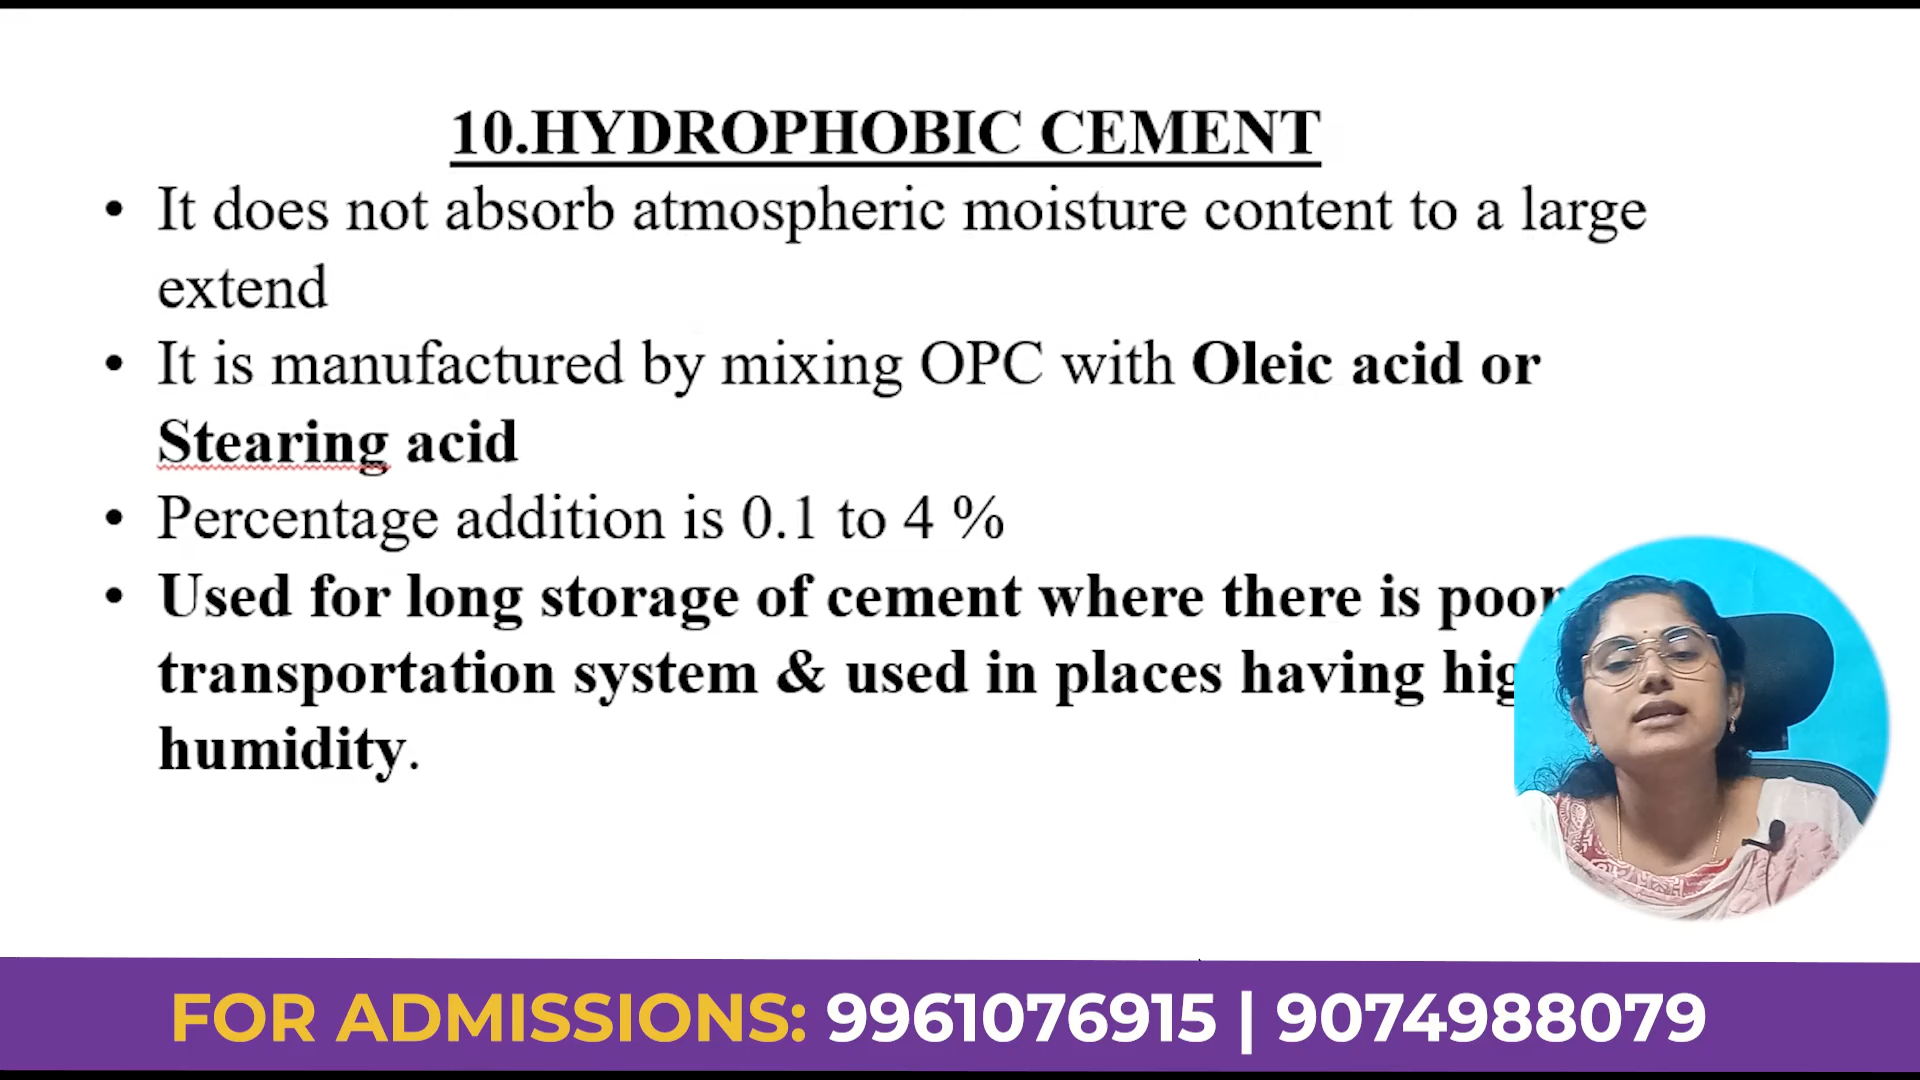 10.HYDROPHOBIC CEMENT
• It does not absorb atmospheric moisture content to a large
extend
• It is manufactured by mixing OPC with Oleic acid or
Stearing acid
• Percentage addition is 0.1 to 4 %
• Used for long storage of cement where there is poor
transportation system & used in places having
humidity.
FOR ADMISSIONS: 9961076915 | 9074988079